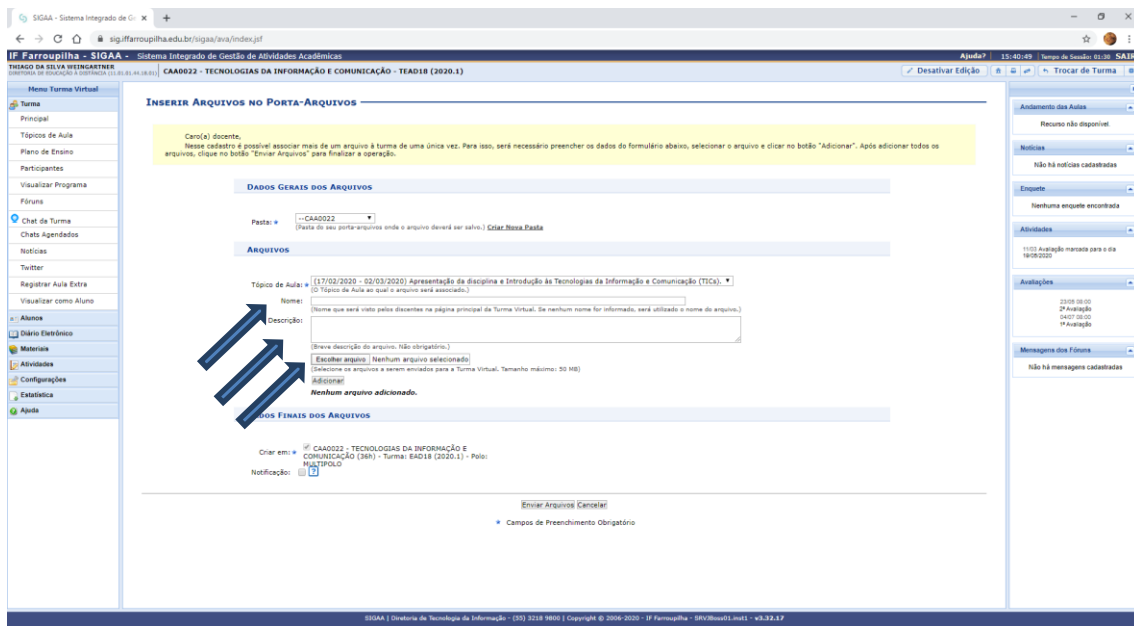 SIGAA - Sistema Integrado de Ge
sig.iffarroupilha.edu.br/sigaa/ava/index.jsf
IF Farroupilha - SIGAA - Sistema Integrado de Gestão de Atividades Acadêmicas
Ajuda? 15:40:49 Tempo de Sessão: 01:30 SAIR
THIAGO DA SILVA WEINGARTNER
DIRETORIA DE EDUCAÇÃO A DISTÂNCIA
CAA0022 - TECNOLOGIAS DA INFORMAÇÃO E COMUNICAÇÃO - TEAD18 (2020.1)
Desativar Edição
Trocar de Turma
Menu Turma Virtual
Turma
Principal
Tópicos de Aula
Plano de Ensino
Participantes
Visualizar Programa
Fóruns
Chat da Turma
Chats Agendados
Notícias
Twitter
Registrar Aula Extra
Visualizar como Aluno
Alunos
Diário Eletrônico
Materiais
Atividades
Configurações
Estatística
Ajuda
INSERIR ARQUIVOS NO PORTA-ARQUIVOS
Caro(a) docente,
Nesse cadastro é possível associar mais de um arquivo à turma de uma única vez. Para isso, será necessário preencher os dados do formulário abaixo, selecionar o arquivo e clicar no botão "Adicionar". Após adicionar todos os
arquivos, clique no botão "Enviar Arquivos" para finalizar a operação.
DADOS GERAIS DOS ARQUIVOS
Pasta: --CAA0022
(Pasta do seu porta-arquivos onde o arquivo deverá ser salvo.) Criar Nova Pasta
ARQUIVOS
Tópico de Aula: (17/02/2020 - 02/03/2020) Apresentação da disciplina e Introdução às Tecnologias da Informação e Comunicação (TICs).
(O Tópico de Aula ao qual o arquivo será associado.)
Nome:
(Nome que será visto pelos discentes na página principal da Turma Virtual. Se nenhum nome for informado, será utilizado o nome do arquivo.)
Descrição:
(Breve descrição do arquivo. Não obrigatório.)
Escolher arquivo Nenhum arquivo selecionado
(Selecione os arquivos a serem enviados para a Turma Virtual. Tamanho máximo: 50 MB)
Adicionar
Nenhum arquivo adicionado.
DOS FINAIS DOS ARQUIVOS
Criar em: CAA0022 - TECNOLOGIAS DA INFORMAÇÃO E
COMUNICAÇÃO (36h) - Turma: EAD18 (2020.1) - Polo:
MULTIPOLO
Notificação: ?
Enviar Arquivos Cancelar
Campos de Preenchimento Obrigatório
Andamento das Aulas
Recurso não disponível.
Notícias
Não há notícias cadastradas
Enquete
Nenhuma enquete encontrada
Atividades
11/03 Avaliação marcada para o dia
Avaliações
23/05 08:00
2ª Avaliação
04/07 08:00
1ª Avaliação
Mensagens dos Fóruns
Não há mensagens cadastradas
SIGAA | Diretoria de Tecnologia da Informação - (55) 3218 9800 | Copyright © 2006-2020 - IF Farroupilha - SRVJBoss01.inst1 - v3.32.17